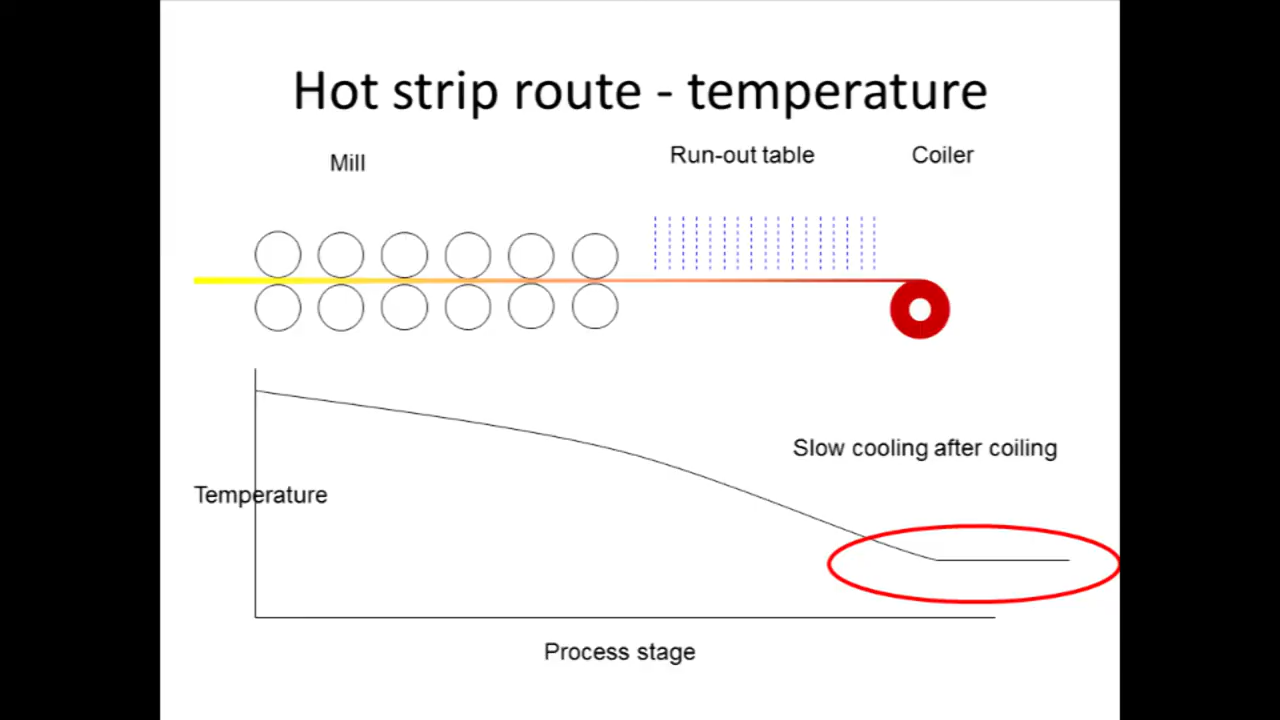 Hot strip route - temperature
Mill
Run-out table
Coiler
Slow cooling after coiling
Temperature
Process stage